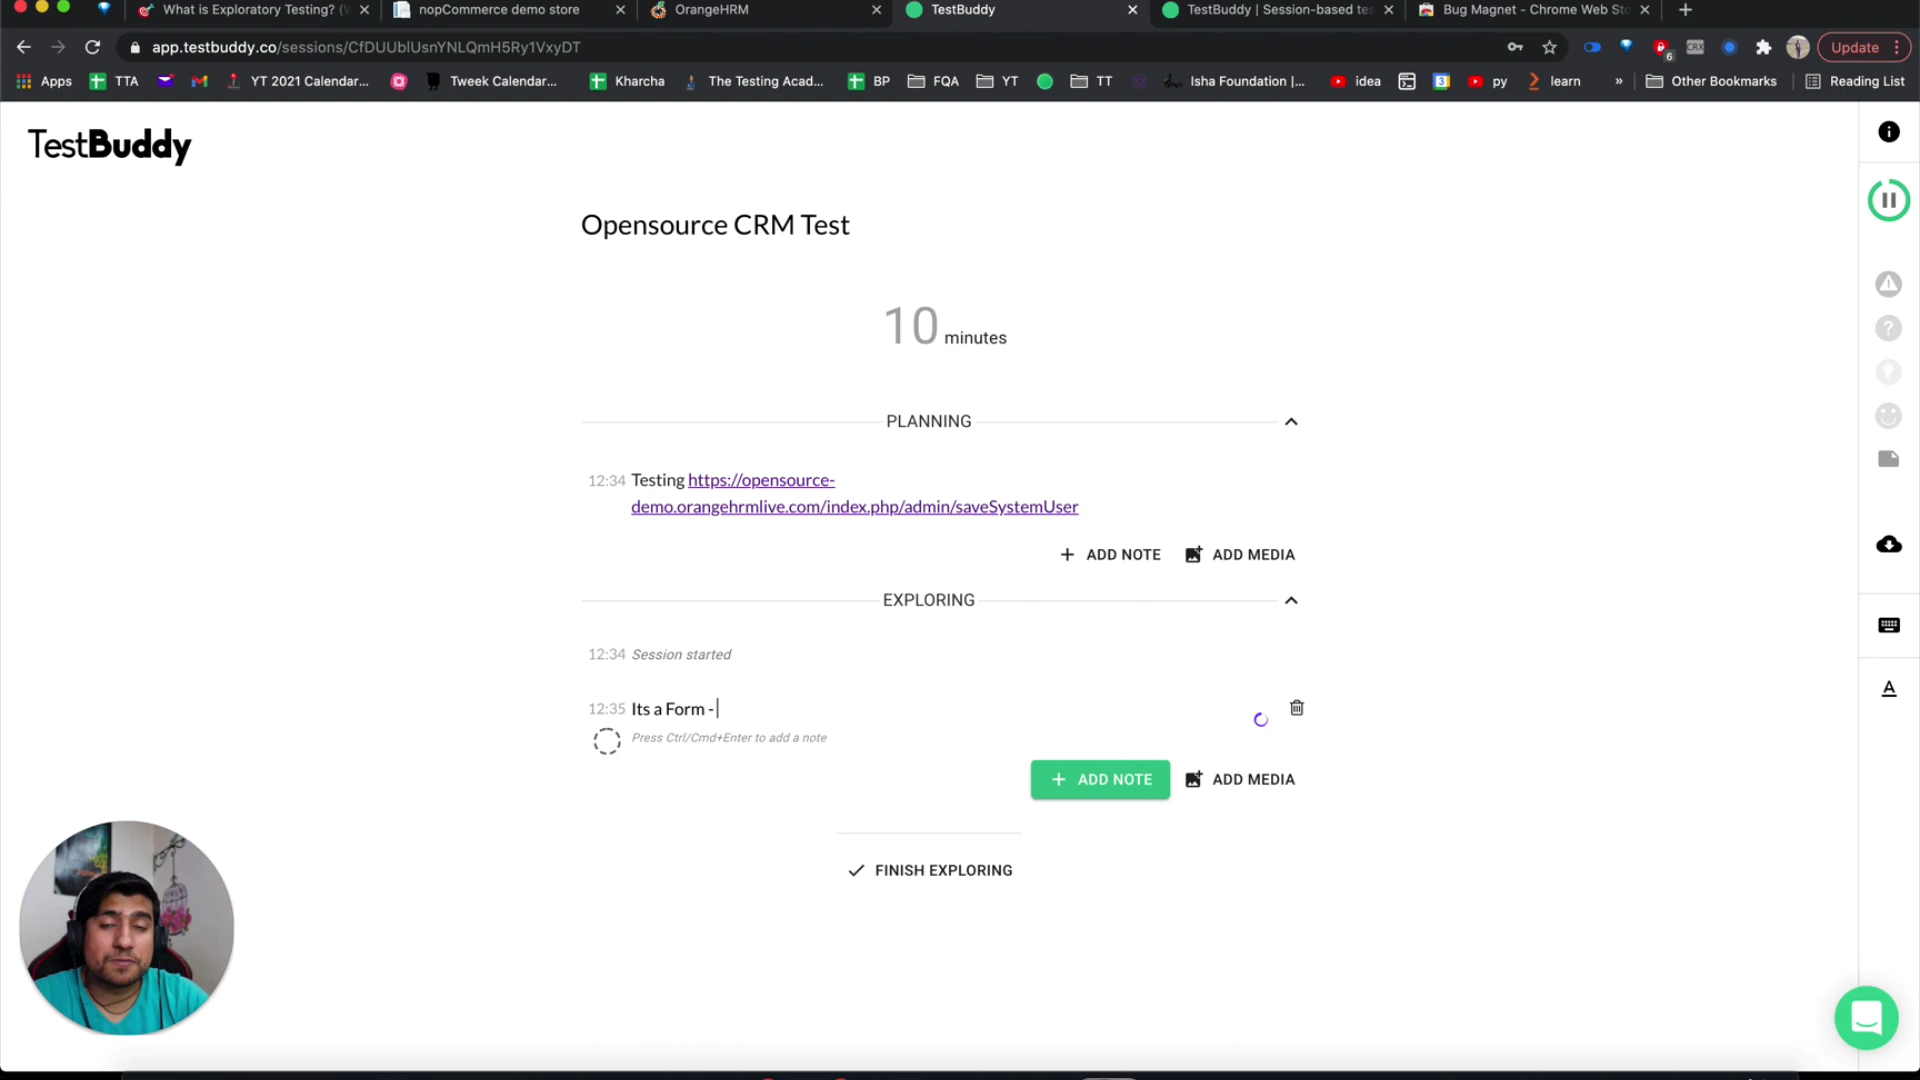 What is Exploratory Testing? (
nopCommerce demo store
OrangeHRM
TestBuddy
TestBuddy | Session-based tes
Bug Magnet - Chrome Web Sto
app.testbuddy.co/sessions/CfDUUblUsnYNLQmH5Ry1VxyDT
6
CRX
Update
Apps
TTA
YT 2021 Calendar...
Tweek Calendar...
Kharcha
The Testing Acad...
BP
FQA
YT
TT
Isha Foundation |...
idea
py
learn
»
Other Bookmarks
Reading List
TestBuddy
Opensource CRM Test
10 minutes
PLANNING
12:34 Testing https://opensource-
demo.orangehrmlive.com/index.php/admin/saveSystemUser
+ ADD NOTE ADD MEDIA
EXPLORING
12:34 Session started
12:35 Its a Form -
Press Ctrl/Cmd+Enter to add a note
+ ADD NOTE ADD MEDIA
FINISH EXPLORING
A